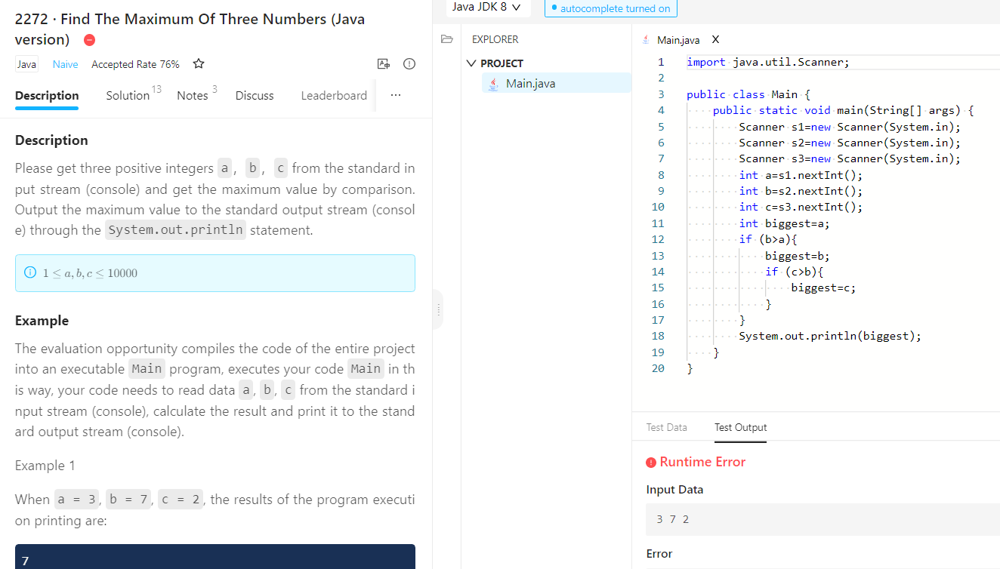 2272 · Find The Maximum Of Three Numbers (Java
version)
Java Naive Accepted Rate 76%
Description Solution 13 Notes 3 Discuss Leaderboard ...
Description
Please get three positive integers a, b, c from the standard in
put stream (console) and get the maximum value by comparison.
Output the maximum value to the standard output stream (consol
e) through the System.out.println statement.
1 ≤ a, b, c ≤ 10000
Example
The evaluation opportunity compiles the code of the entire project
into an executable Main program, executes your code Main in th
is way, your code needs to read data a, b, c from the standard i
nput stream (console), calculate the result and print it to the stand
ard output stream (console).
Example 1
When a = 3, b = 7, c = 2, the results of the program executi
on printing are:
7
Java JDK 8
autocomplete turned on
EXPLORER
PROJECT
Main.java
Main.java X
1 import java.util.Scanner;
2
3 public class Main {
4 public static void main(String[] args) {
5 Scanner s1=new Scanner(System.in);
6 Scanner s2=new Scanner(System.in);
7 Scanner s3=new Scanner(System.in);
8 int a=s1.nextInt();
9 int b=s2.nextInt();
10 int c=s3.nextInt();
11 int biggest=a;
12 if (b>a){
13 biggest=b;
14 if (c>b){
15 biggest=c;
16 }
17 }
18 System.out.println(biggest);
19 }
20 }
Test Data Test Output
Runtime Error
Input Data
3 7 2
Error